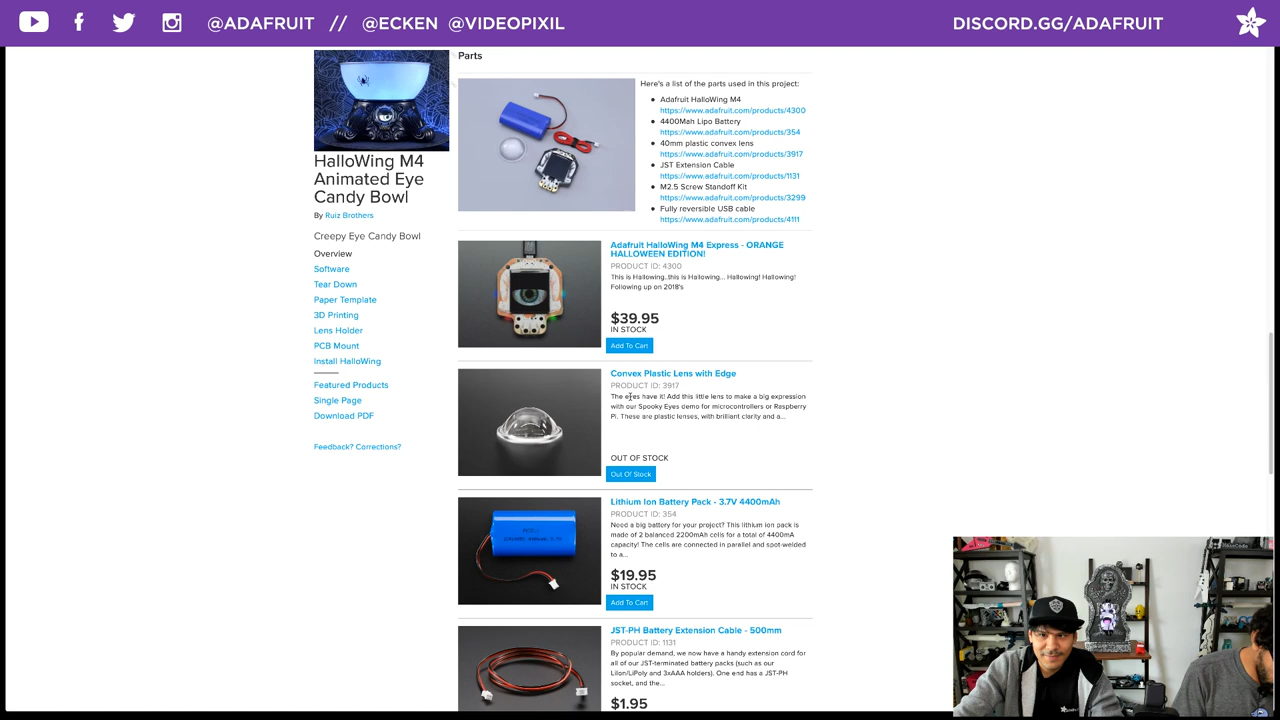 @ADAFRUIT // @ECKEN @VIDEOPIXIL
DISCORD.GG/ADAFRUIT
HalloWing M4
Animated Eye
Candy Bowl
By Ruiz Brothers
Creepy Eye Candy Bowl
Overview
Software
Tear Down
Paper Template
3D Printing
Lens Holder
PCB Mount
Install HalloWing
Featured Products
Single Page
Download PDF
Feedback? Corrections?
Parts
Here's a list of the parts used in this project:
Adafruit HalloWing M4
https://www.adafruit.com/products/4300
4400Mah Lipo Battery
https://www.adafruit.com/products/354
40mm plastic convex lens
https://www.adafruit.com/products/3917
JST Extension Cable
https://www.adafruit.com/products/1131
M2.5 Screw Standoff Kit
https://www.adafruit.com/products/3299
Fully reversible USB cable
https://www.adafruit.com/products/4111
Adafruit HalloWing M4 Express - ORANGE
HALLOWEEN EDITION!
PRODUCT ID: 4300
This is Hallowing..this is Hallowing... Hallowing! Hallowing!
Following up on 2018's
$39.95
IN STOCK
Add To Cart
Convex Plastic Lens with Edge
PRODUCT ID: 3917
The eyes have it! Add this little lens to make a big expression
with our Spooky Eyes demo for microcontrollers or Raspberry
Pi. These are plastic lenses, with brilliant clarity and a...
OUT OF STOCK
Out Of Stock
Lithium Ion Battery Pack - 3.7V 4400mAh
PRODUCT ID: 354
Need a big battery for your project? This lithium ion pack is
made of 2 balanced 2200mAh cells for a total of 4400mA
capacity! The cells are connected in parallel and spot-welded
to a...
$19.95
IN STOCK
Add To Cart
JST-PH Battery Extension Cable - 500mm
PRODUCT ID: 1131
By popular demand, we now have a handy extension cord for
all of our JST-terminated battery packs (such as our
LiIon/LiPoly and 3xAAA holders). One end has a JST-PH
socket, and the...
$1.95